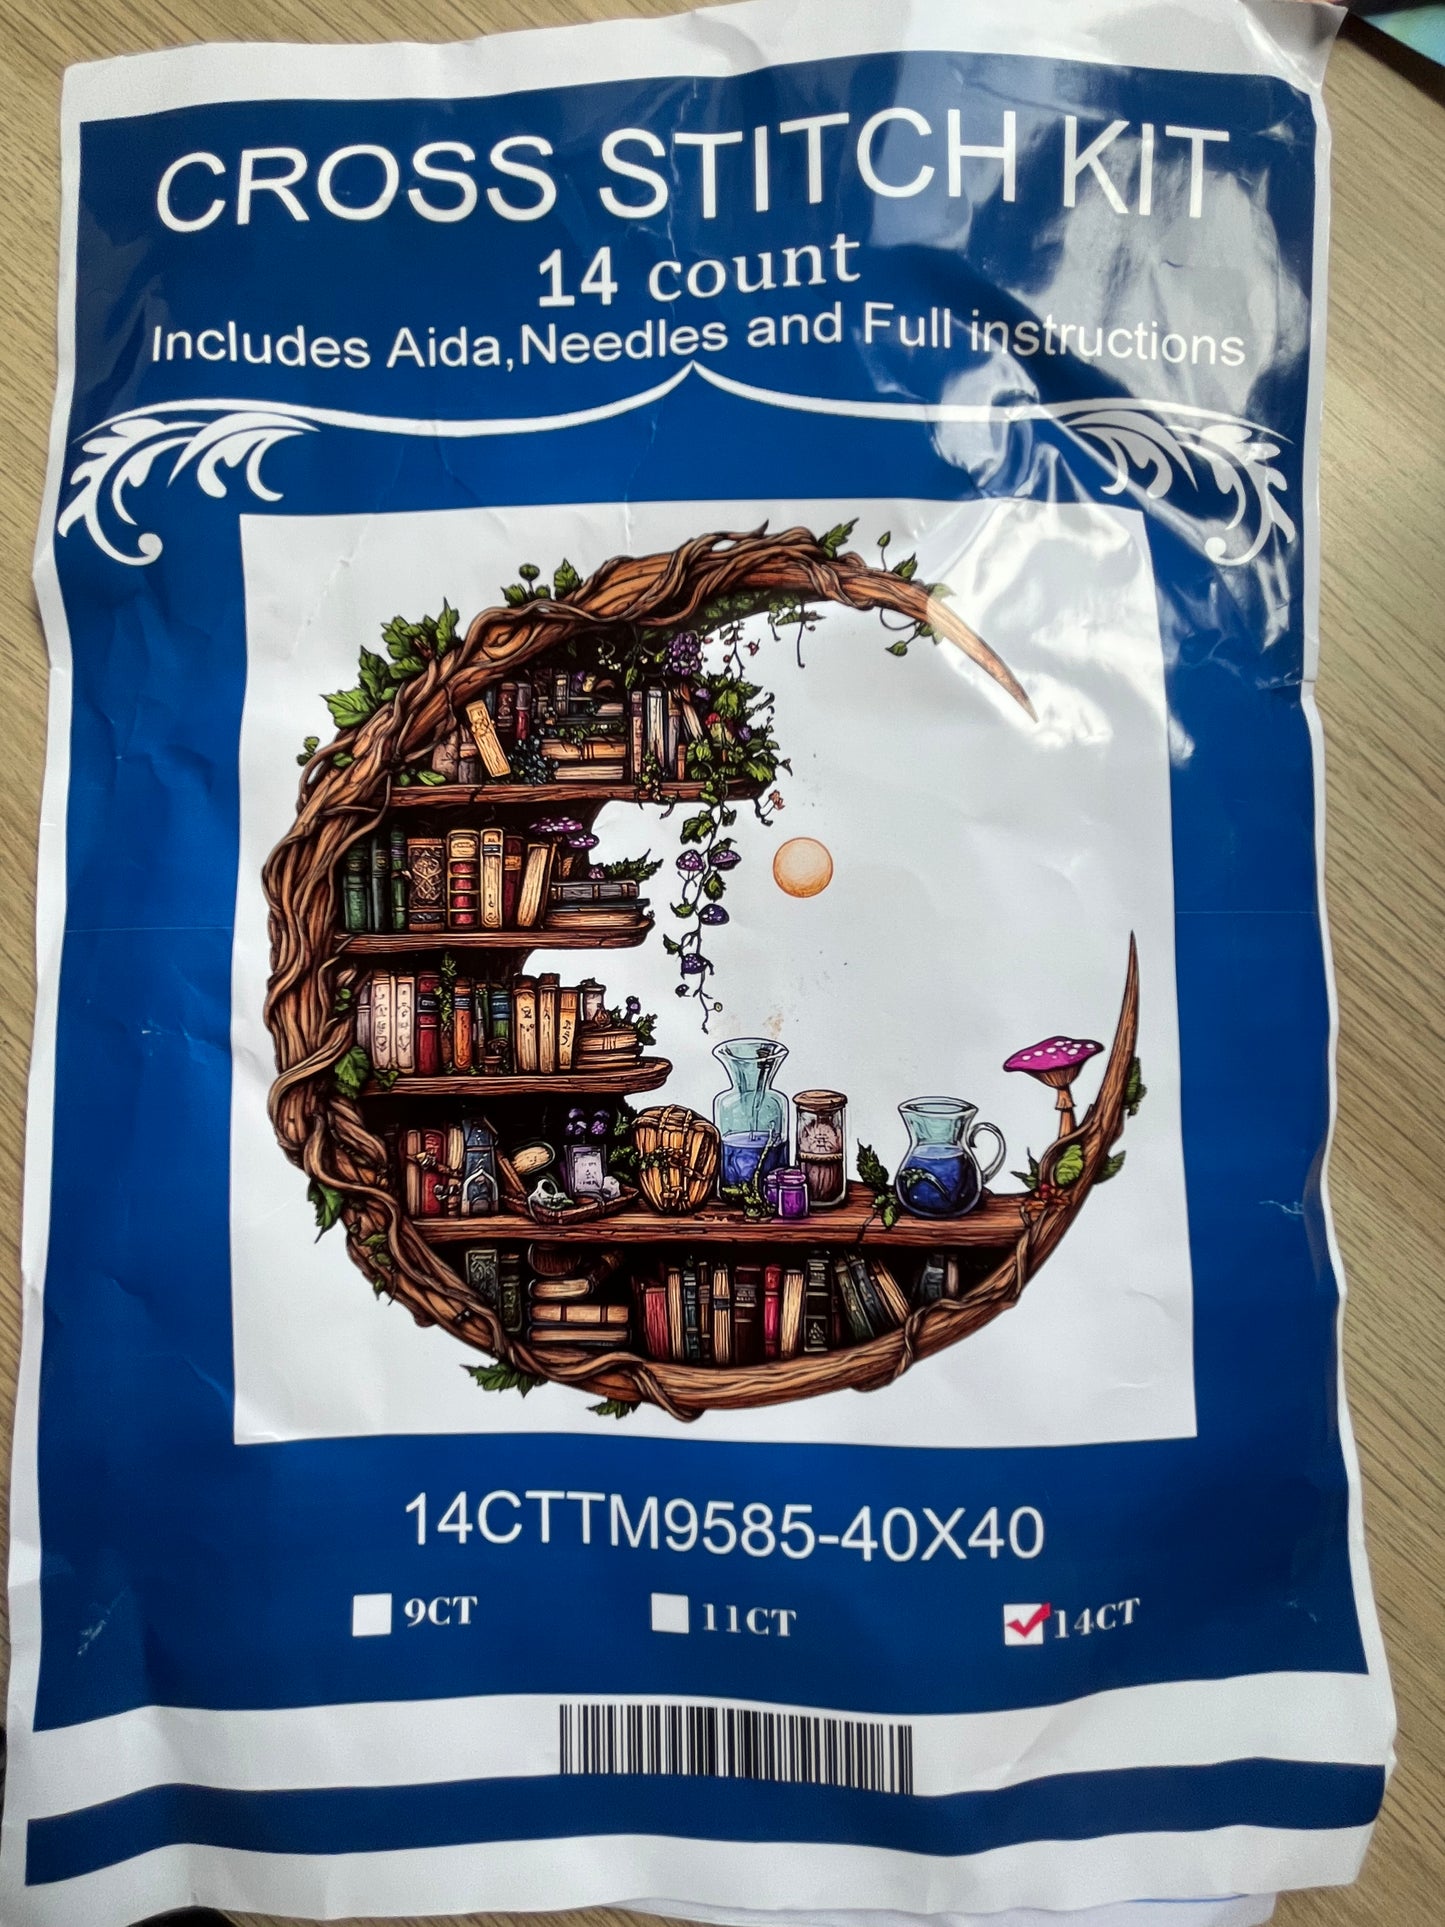 CROSS STITCH KIT
14 count
Includes Aida,Needles and Full instructions
14CTTM9585-40X40
9CT 11CT 14CT